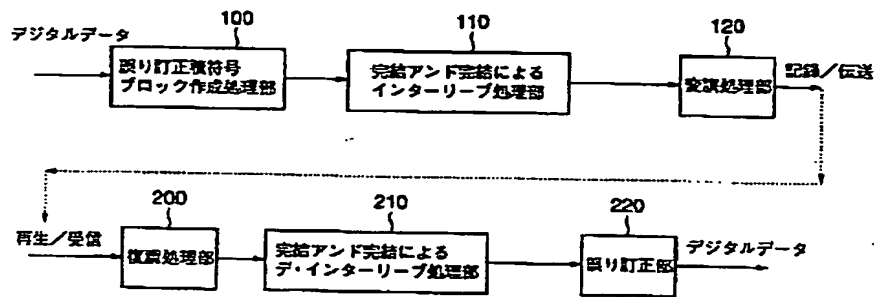 100
110
120
デジタルデータ
誤り訂正積符号
ブロック作成処理部
完結アンド完結による
インターリーブ処理部
変調処理部
記録/伝送
200
210
220
再生/受信
復調処理部
完結アンド完結による
デ・インターリーブ処理部
誤り訂正部
デジタルデータ